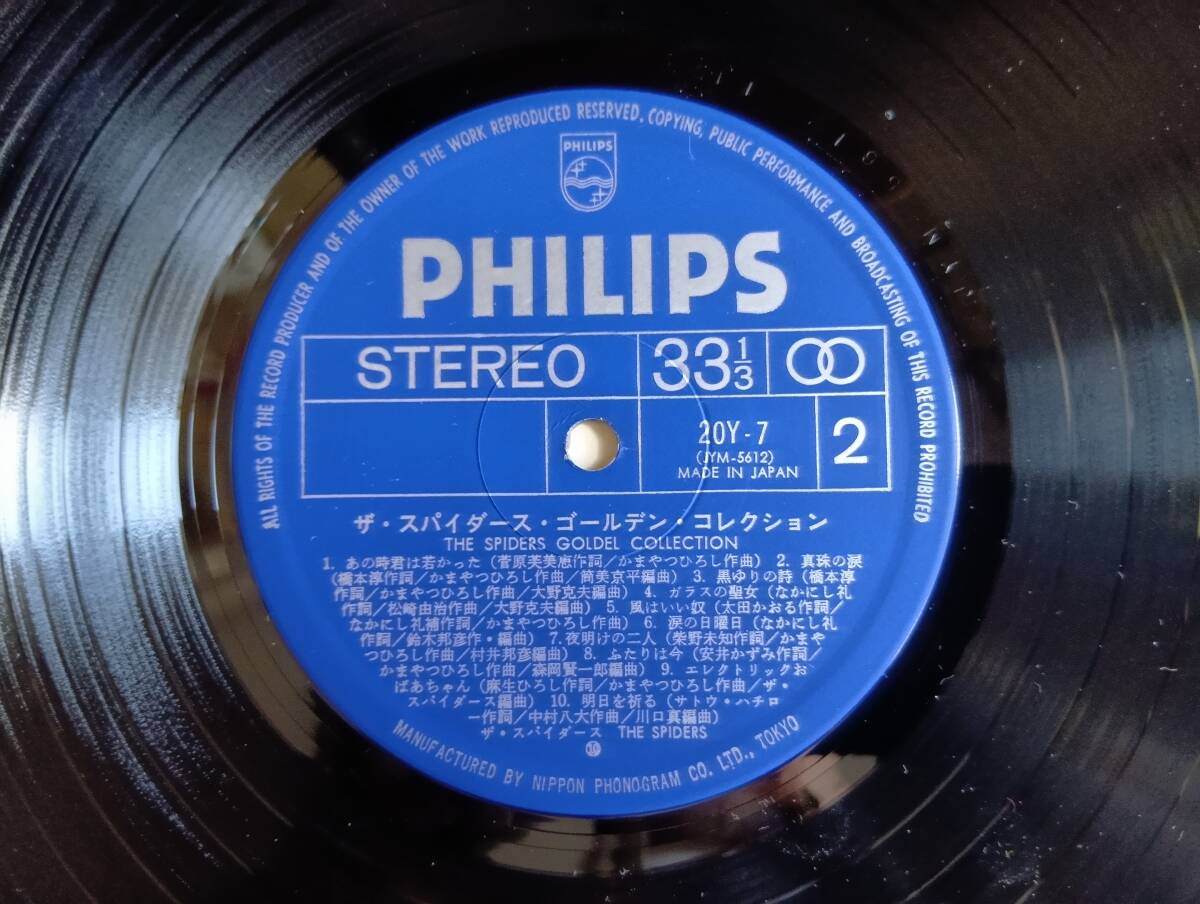 ALL RIGHTS OF THE RECORD PRODUCER AND OF THE OWNER OF THE WORK REPRODUCED RESERVED. COPYING, PUBLIC PERFORMANCE AND BROADCASTING OF THIS RECORD PROHIBITED
PHILIPS
PHILIPS
STEREO 33 1/3
20Y-7
(JYM-5612)
MADE IN JAPAN
2
ザ・スパイダース・ゴールデン・コレクション
THE SPIDERS GOLDEL COLLECTION
1. あの時君は若かった (菅原芙美恵作詞/かまやつひろし作曲) 2. 真珠の涙
(橋本淳作詞/かまやつひろし作曲/筒美京平編曲) 3. 黒ゆりの詩 (橋本淳
作詞/かまやつひろし作曲/大野克夫編曲) 4. ガラスの聖女 (なかにし礼
作詞/松崎由治作曲/大野克夫編曲) 5. 風はいい奴 (太田かおる作詞/
なかにし礼補作詞/かまやつひろし作曲) 6. 涙の日曜日 (なかにし礼
作詞/鈴木邦彦作・編曲) 7. 夜明けの二人 (柴野未知作詞/かまや
つひろし作曲/村井邦彦編曲) 8. ふたりは今 (安井かずみ作詞/
かまやつひろし作曲/森岡賢一郎編曲) 9. エレクトリックお
ばあちゃん (麻生ひろし作詞/かまやつひろし作曲/ザ・
スパイダース編曲) 10. 明日を祈る (サトウ・ハチロ
ー作詞/中村八大作曲/川口真編曲)
ザ・スパイダース THE SPIDERS
MANUFACTURED BY NIPPON PHONOGRAM CO. LTD., TOKYO